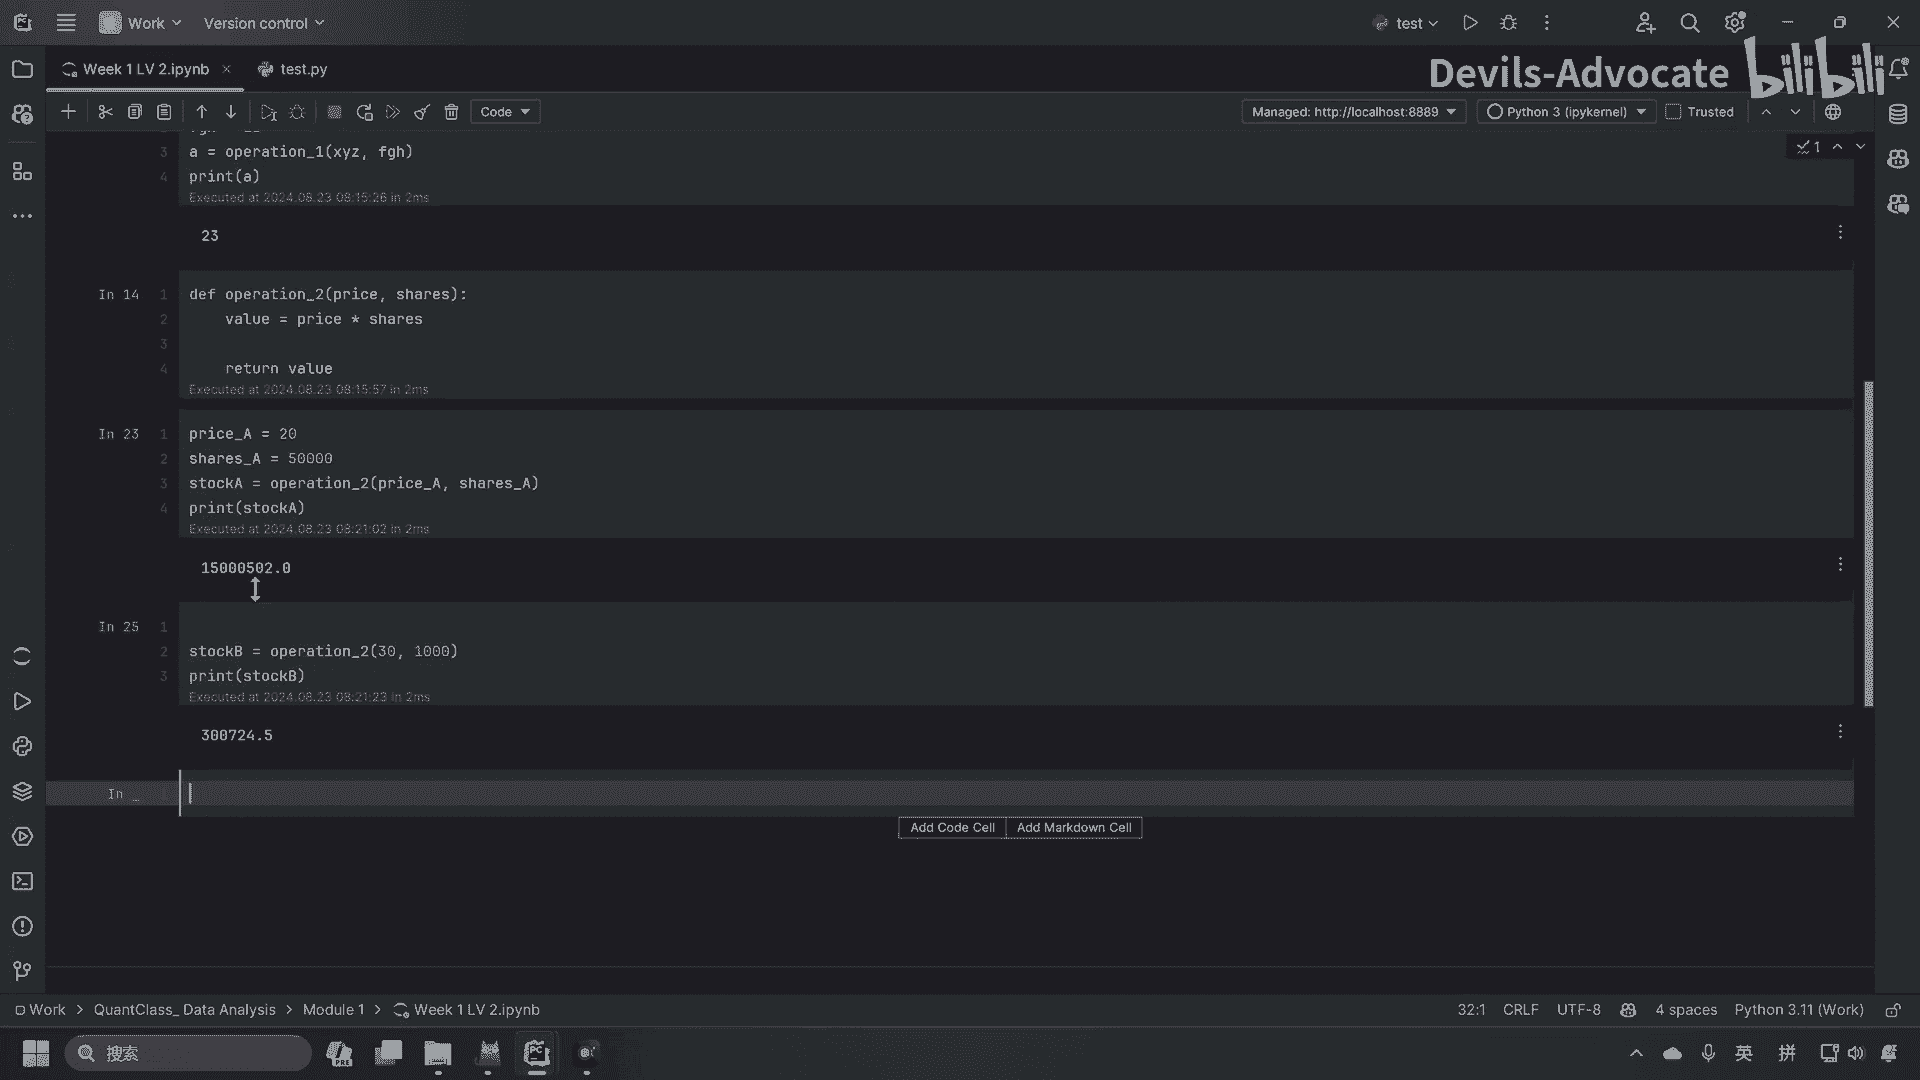 Work
Version control
test
Week 1 LV 2.ipynb
test.py
Devils-Advocate
bilibili
Code
Managed: http://localhost:8889
Python 3 (ipykernel)
Trusted
1
3 a = operation_1(xyz, fgh)
4 print(a)
Executed at 2024.08.23 08:15:26 in 2ms
23
In 14
1 def operation_2(price, shares):
2 value = price * shares
3
4 return value
Executed at 2024.08.23 08:15:57 in 2ms
In 23
1 price_A = 20
2 shares_A = 50000
3 stockA = operation_2(price_A, shares_A)
4 print(stockA)
Executed at 2024.08.23 08:21:02 in 2ms
15000502.0
In 25
1
2 stockB = operation_2(30, 1000)
3 print(stockB)
Executed at 2024.08.23 08:21:23 in 2ms
300724.5
In _
Add Code Cell
Add Markdown Cell
Work > QuantClass_ Data Analysis > Module 1 > Week 1 LV 2.ipynb
32:1 CRLF UTF-8 4 spaces Python 3.11 (Work)
搜索
PRE
PC
英
拼